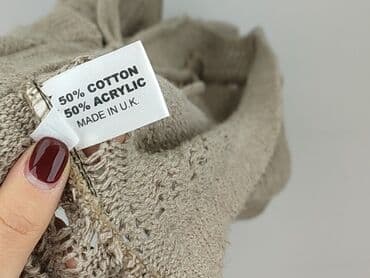 50% COTTON
50% ACRYLIC
MADE IN U.K.